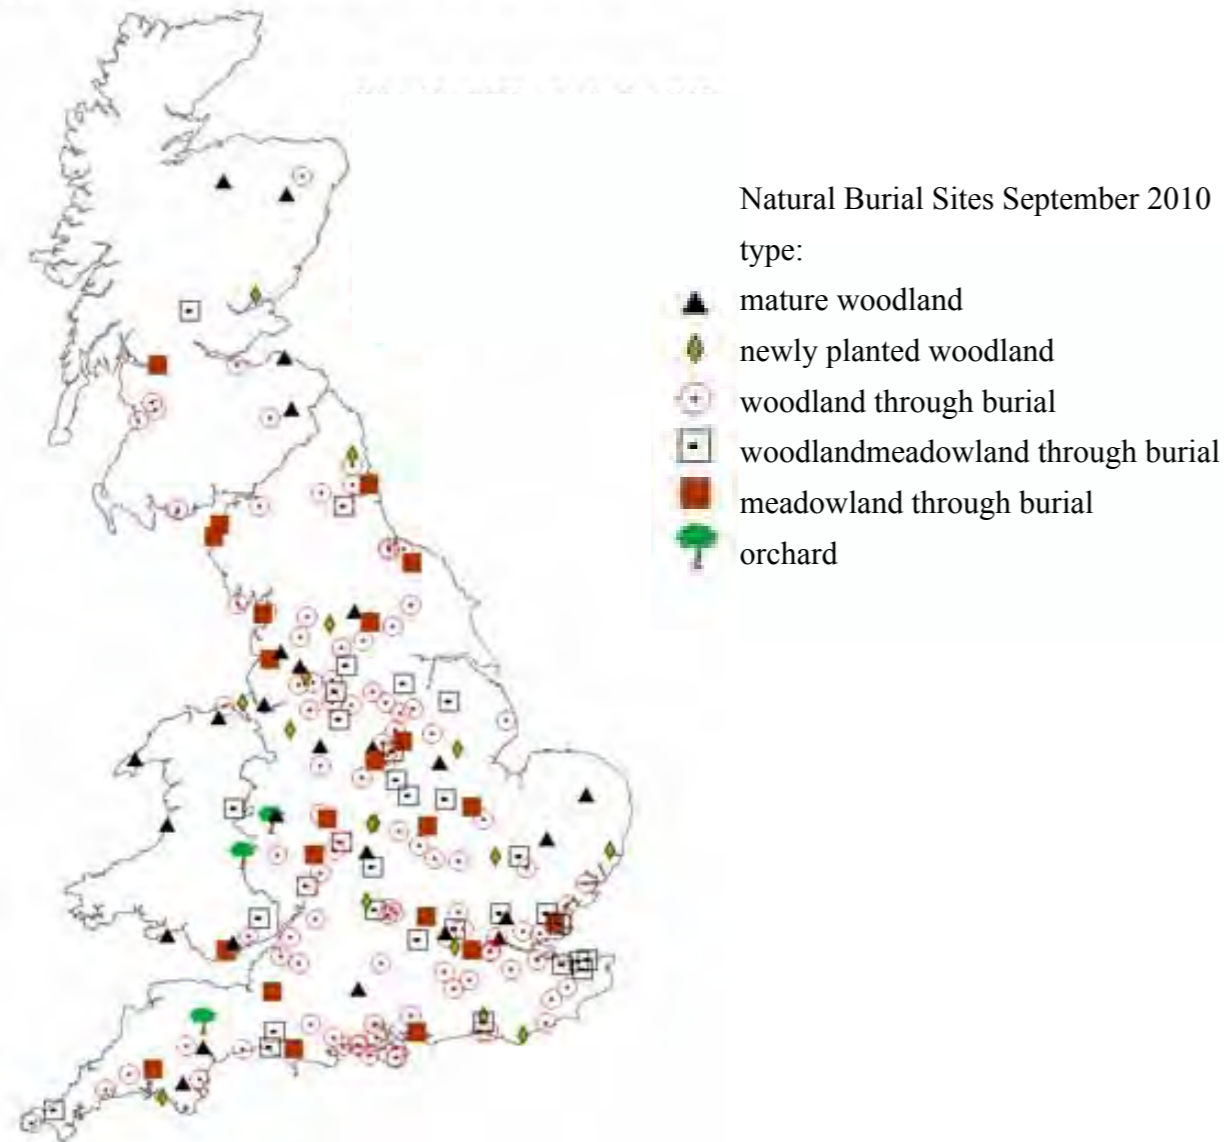 Natural Burial Sites September 2010
type:
mature woodland
newly planted woodland
woodland through burial
woodlandmeadowland through burial
meadowland through burial
orchard